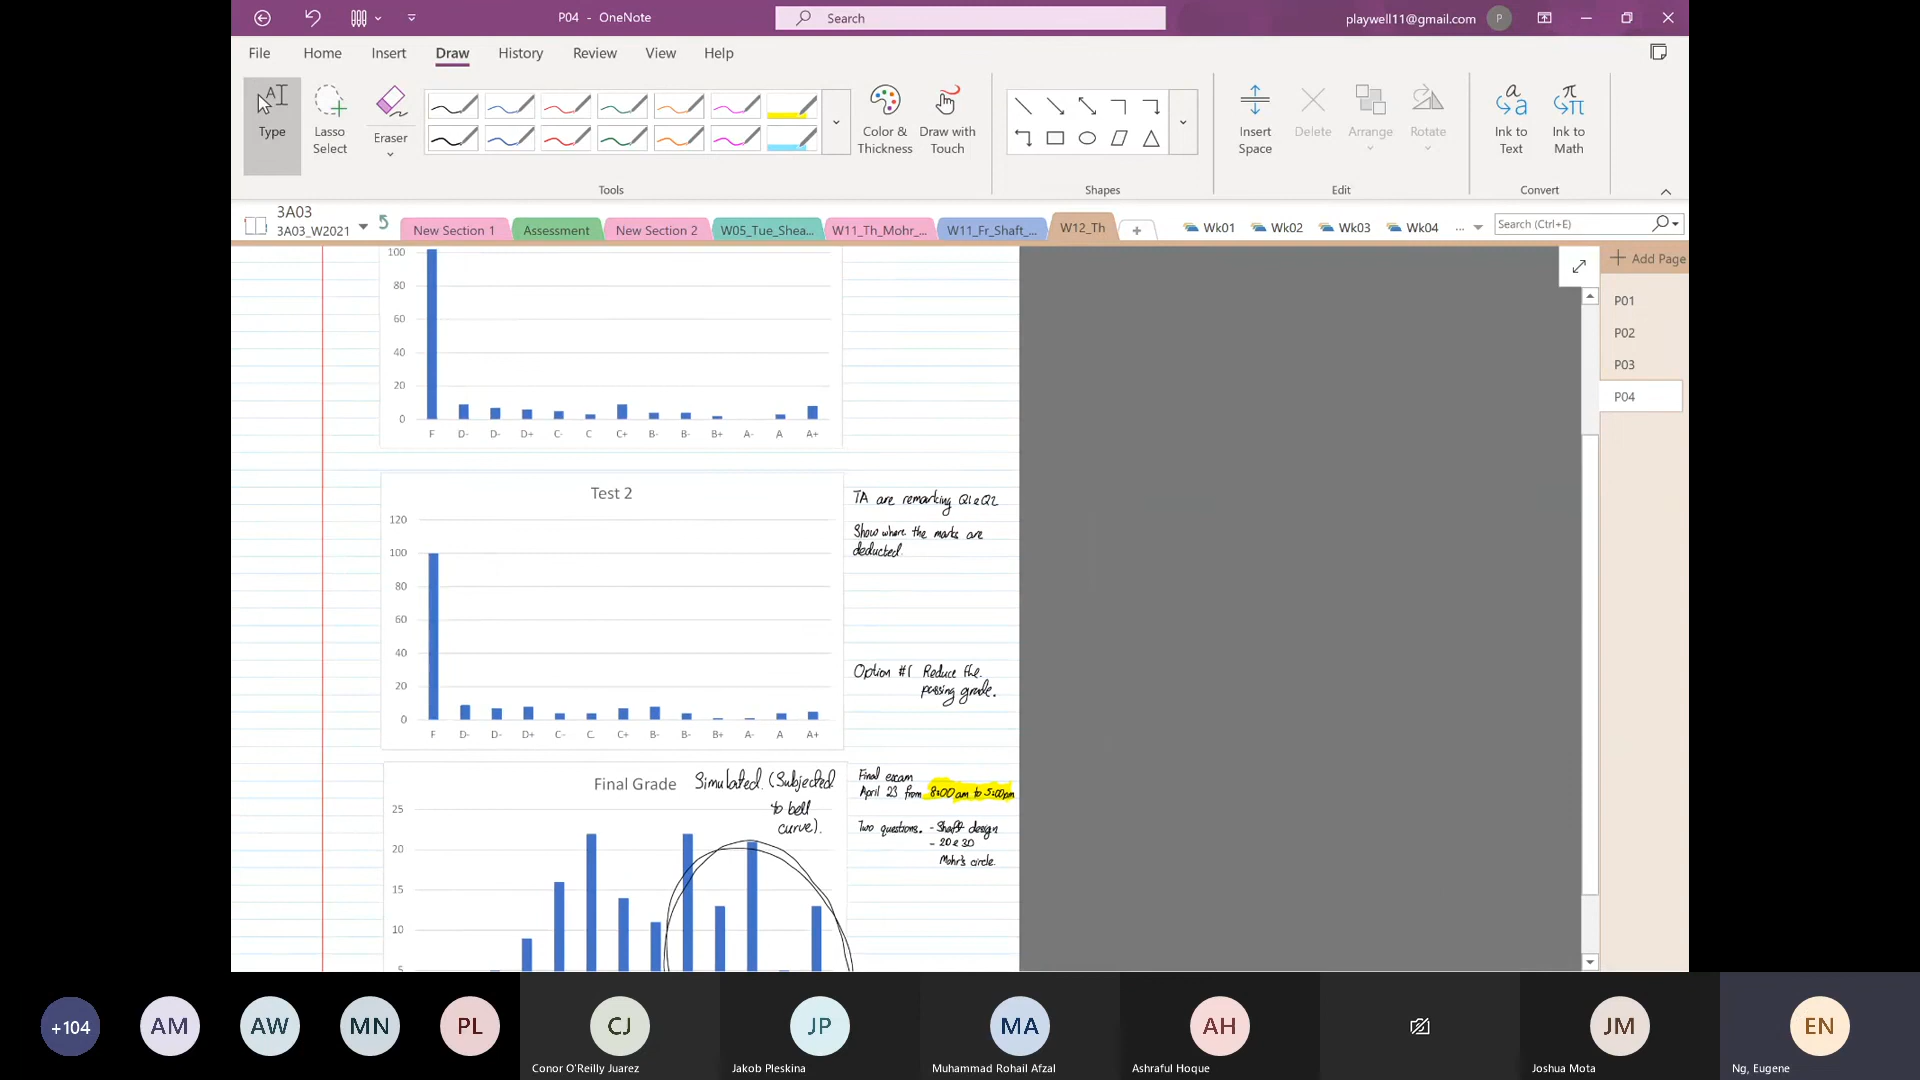 P04 - OneNote
Search
playwell11@gmail.com
P
File Home Insert Draw History Review View Help
Type
Lasso Select
Eraser
Color & Thickness
Draw with Touch
Insert Space
Delete
Arrange
Rotate
Ink to Text
Ink to Math
Tools
Shapes
Edit
Convert
3A03
3A03_W2021
New Section 1
Assessment
New Section 2
W05_Tue_Shea...
W11_Th_Mohr_...
W11_Fr_Shaft_...
W12_Th
Wk01
Wk02
Wk03
Wk04
...
Search (Ctrl+E)
Add Page
P01
P02
P03
P04
100
80
60
40
20
0
F D- D- D+ C- C C+ B- B- B+ A- A A+
Test 2
120
100
80
60
40
20
0
F D- D- D+ C- C C+ B- B- B+ A- A A+
TA are remarking Q1 & Q2
Show where the marks are
deducted.
Option #1 Reduce the
passing grade.
Final Grade
Simulated. (Subjected
to bell
curve).
25
20
15
10
5
Final exam
April 23 from 8:00 am to 5:00pm
Two questions. - Shaft design
- 2D & 3D
Mohr's circle.
+104
AM
AW
MN
PL
CJ
JP
MA
AH
JM
EN
Conor O'Reilly Juarez
Jakob Pleskina
Muhammad Rohail Afzal
Ashraful Hoque
Joshua Mota
Ng, Eugene